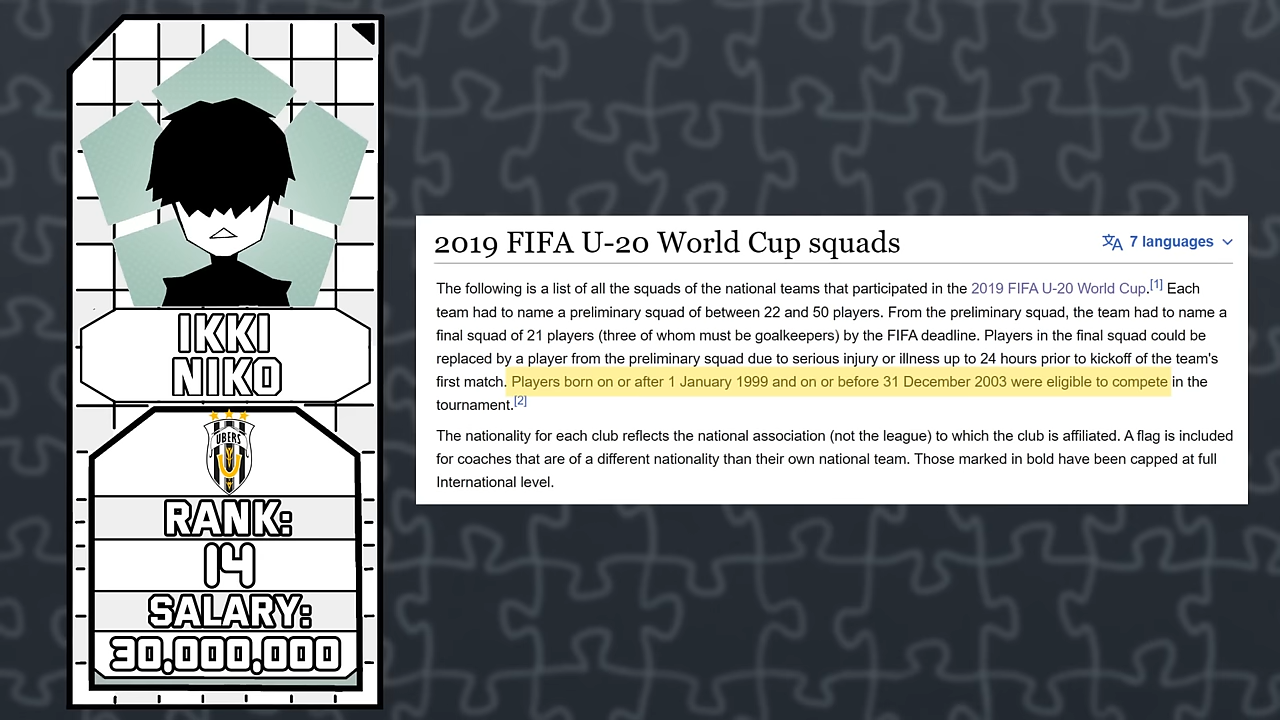 IKKI
NIKO
UBERS
RANK:
14
SALARY:
30,000,000
2019 FIFA U-20 World Cup squads
7 languages
The following is a list of all the squads of the national teams that participated in the 2019 FIFA U-20 World Cup.[1] Each
team had to name a preliminary squad of between 22 and 50 players. From the preliminary squad, the team had to name a
final squad of 21 players (three of whom must be goalkeepers) by the FIFA deadline. Players in the final squad could be
replaced by a player from the preliminary squad due to serious injury or illness up to 24 hours prior to kickoff of the team's
first match. Players born on or after 1 January 1999 and on or before 31 December 2003 were eligible to compete in the
tournament.[2]
The nationality for each club reflects the national association (not the league) to which the club is affiliated. A flag is included
for coaches that are of a different nationality than their own national team. Those marked in bold have been capped at full
International level.